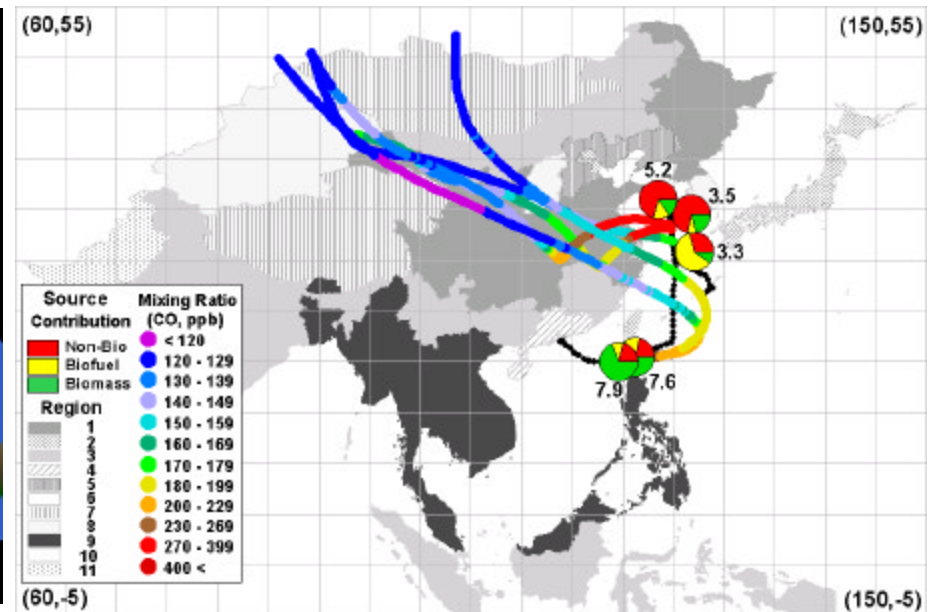 (60,55)
(150,55)
5.2
3.5
3.3
7.9
7.6
Source
Contribution
Non-Bio
Biofuel
Biomass
Region
1
2
3
4
5
6
7
8
9
10
11
Mixing Ratio
(CO, ppb)
< 120
120 - 129
130 - 139
140 - 149
150 - 159
160 - 169
170 - 179
180 - 199
200 - 229
230 - 269
270 - 399
400 <
(60,-5)
(150,-5)